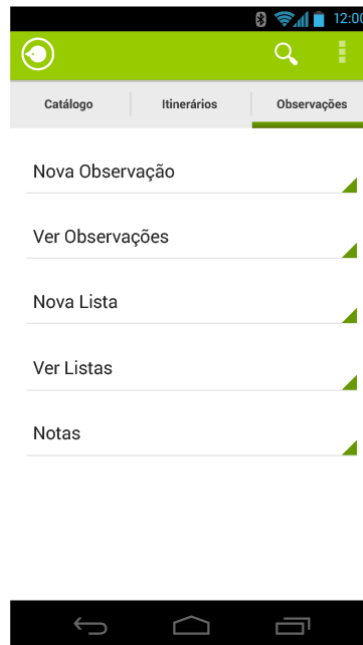 12:00
Catálogo Itinerários Observações
Nova Observação
Ver Observações
Nova Lista
Ver Listas
Notas